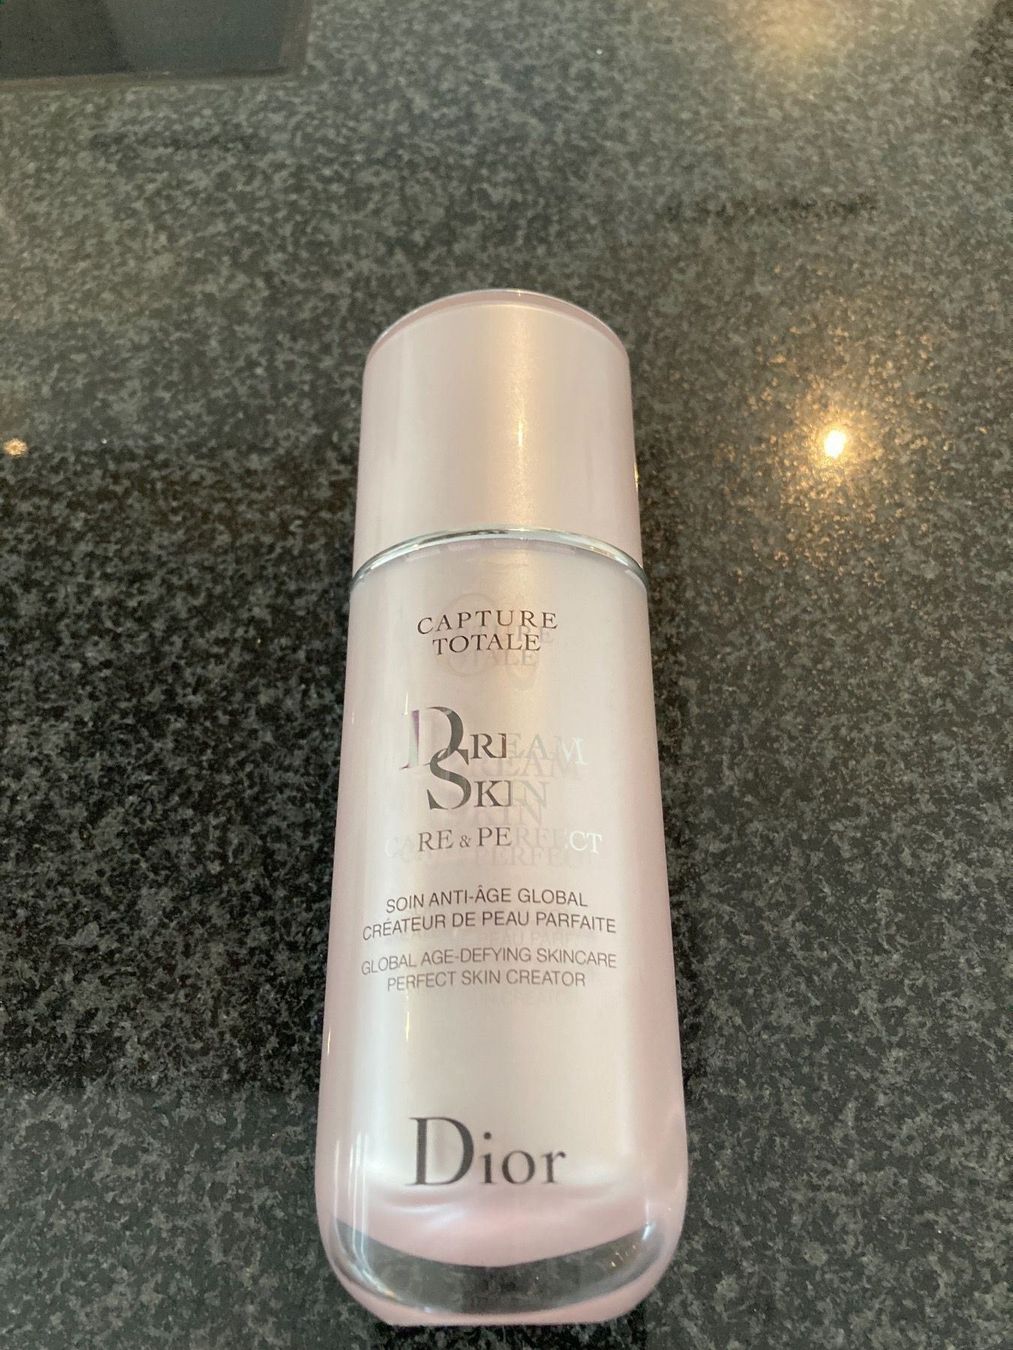 CAPTURE
TOTALE
DREAM
SKIN
CARE & PERFECT
SOIN ANTI-ÂGE GLOBAL
CRÉATEUR DE PEAU PARFAITE
GLOBAL AGE-DEFYING SKINCARE
PERFECT SKIN CREATOR
Dior